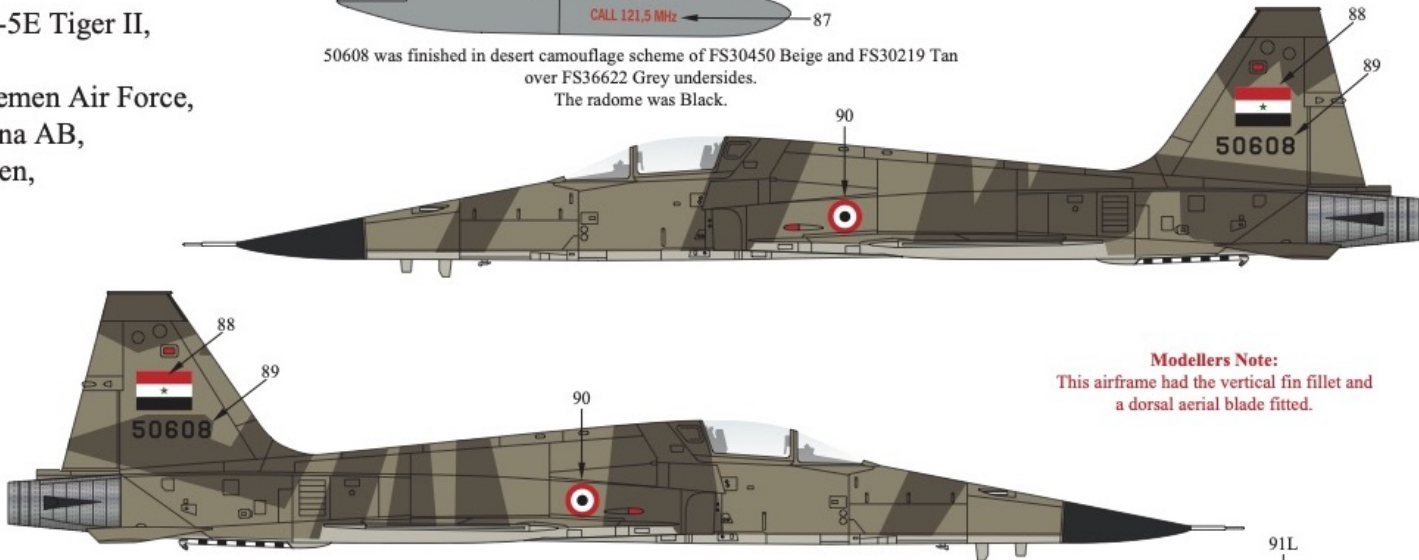 -5E Tiger II,
emen Air Force,
na AB,
en,
CALL 121,5 MHz
87
50608 was finished in desert camouflage scheme of FS30450 Beige and FS30219 Tan
over FS36622 Grey undersides.
The radome was Black.
88
89
90
50608
88
89
90
50608
Modellers Note:
This airframe had the vertical fin fillet and
a dorsal aerial blade fitted.
91L